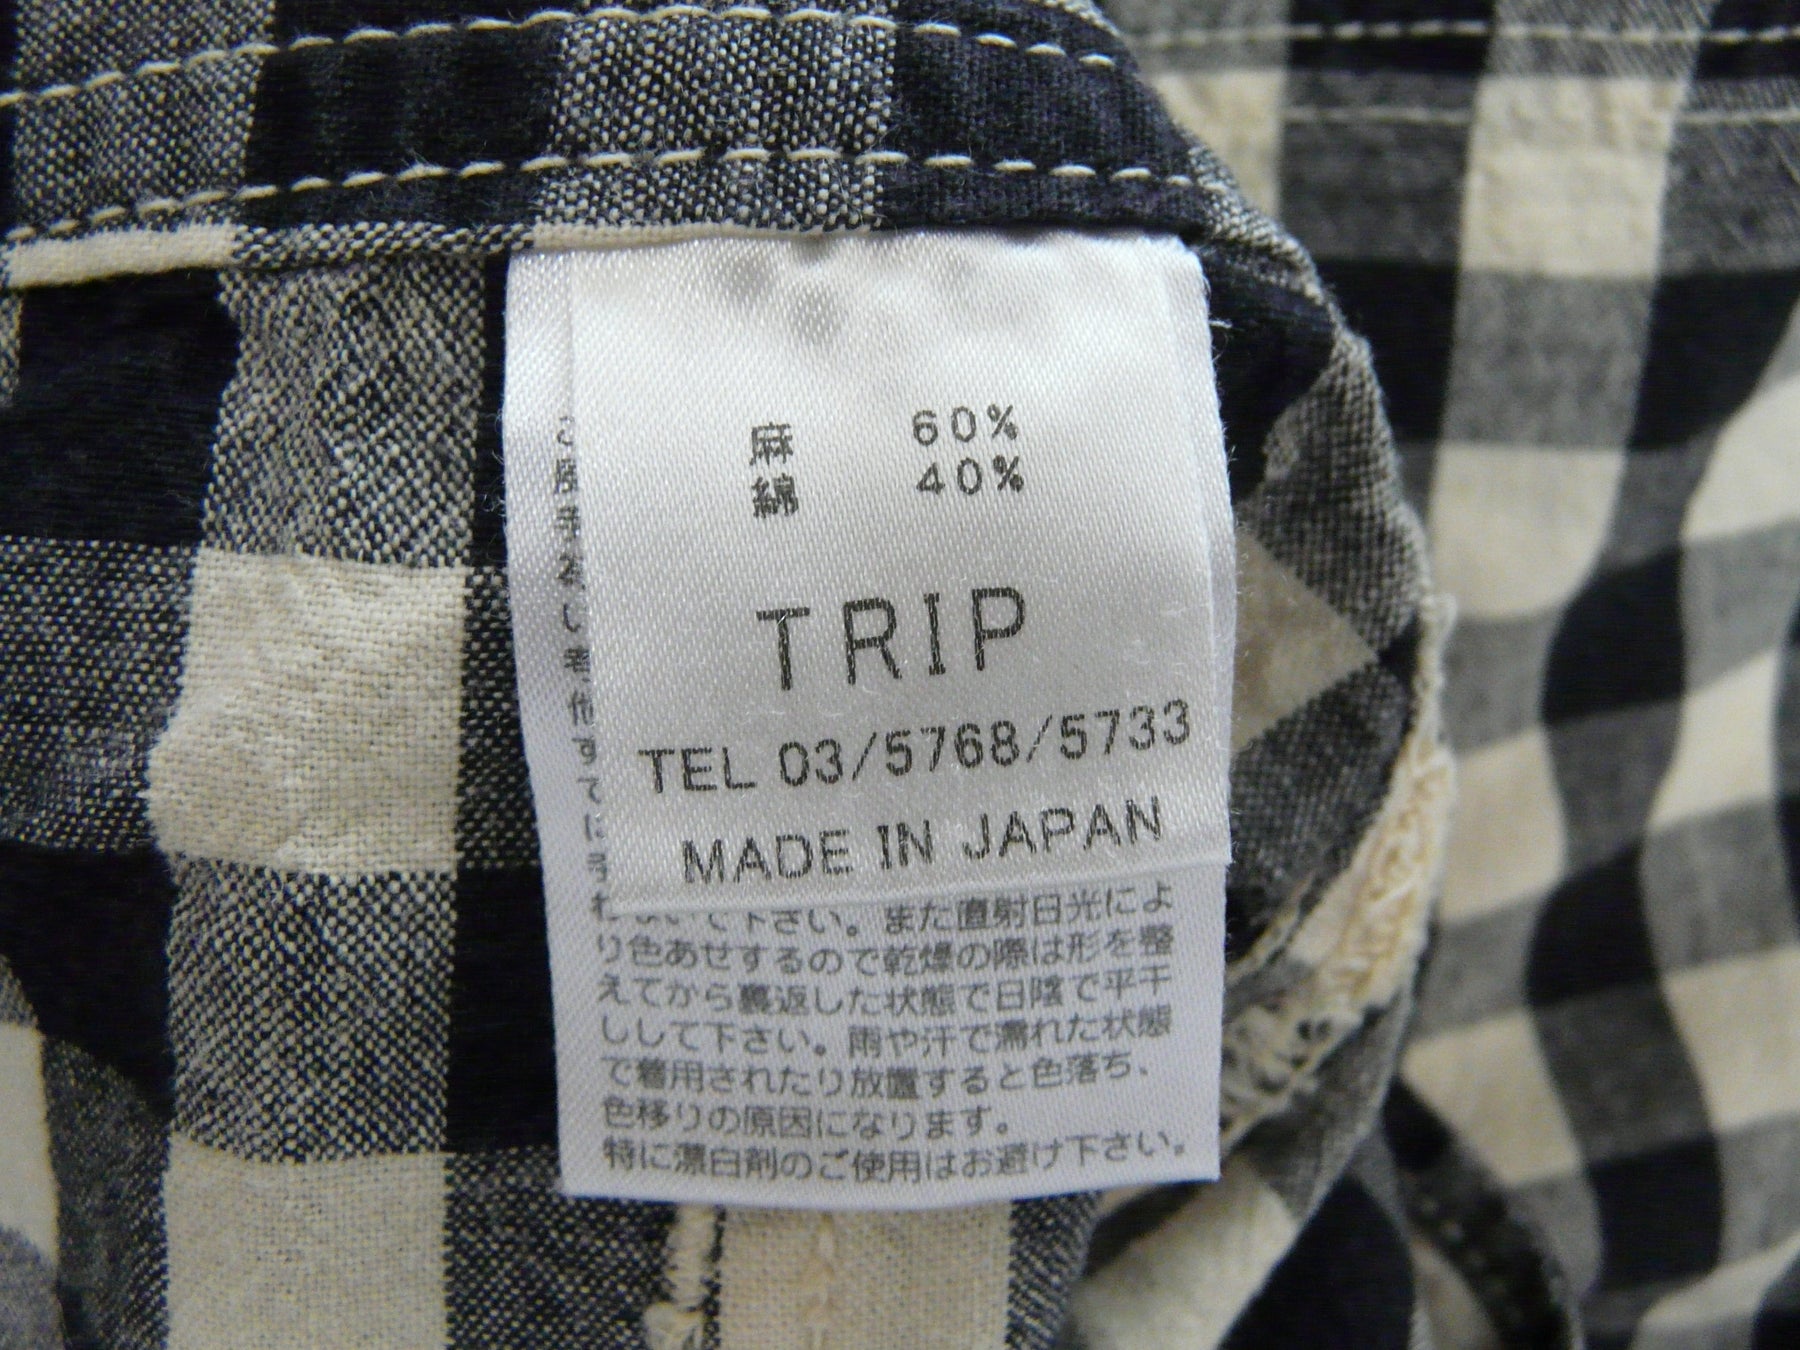 麻 60%
綿 40%
TRIP
TEL 03/5768/5733
MADE IN JAPAN
下さい。また直射日光によ
り色あせするので乾燥の際は形を整
えてから裏返した状態で日陰で平干
ししして下さい。雨や汗で濡れた状態
で着用されたり放置すると色落ち、
色移りの原因になります。
特に漂白剤のご使用はお避け下さい。